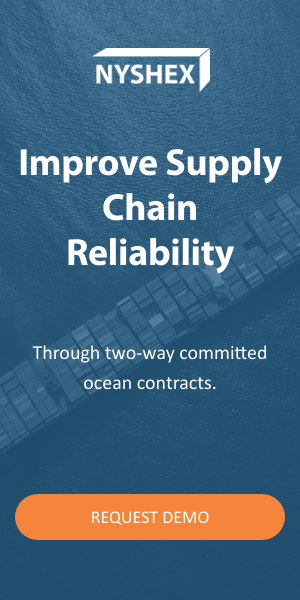 NYSHEX
Improve Supply
Chain
Reliability
Through two-way committed
ocean contracts.
REQUEST DEMO